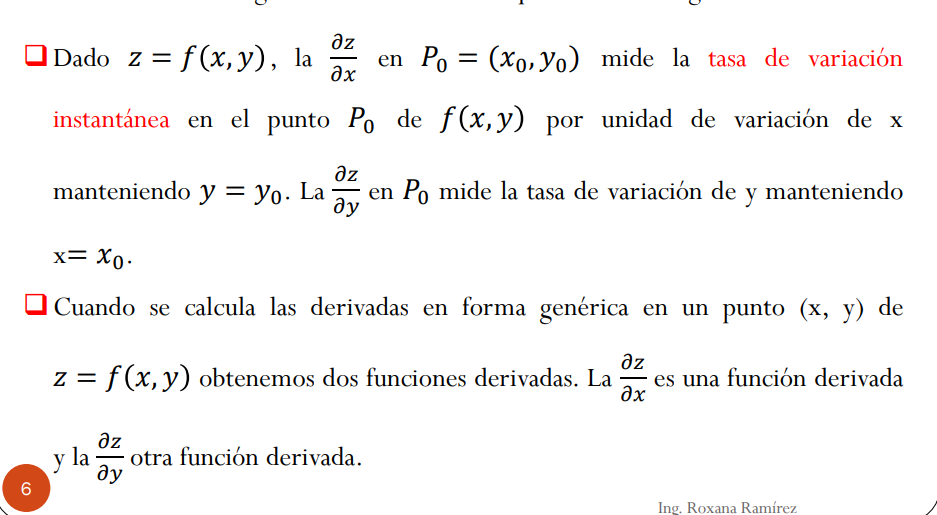 Dado z = f(x, y), la ∂z/∂x en P₀ = (x₀, y₀) mide la tasa de variación
instantánea en el punto P₀ de f(x, y) por unidad de variación de x
manteniendo y = y₀. La ∂z/∂y en P₀ mide la tasa de variación de y manteniendo
x= x₀.
Cuando se calcula las derivadas en forma genérica en un punto (x, y) de
z = f(x, y) obtenemos dos funciones derivadas. La ∂z/∂x es una función derivada
y la ∂z/∂y otra función derivada.
6
Ing. Roxana Ramírez